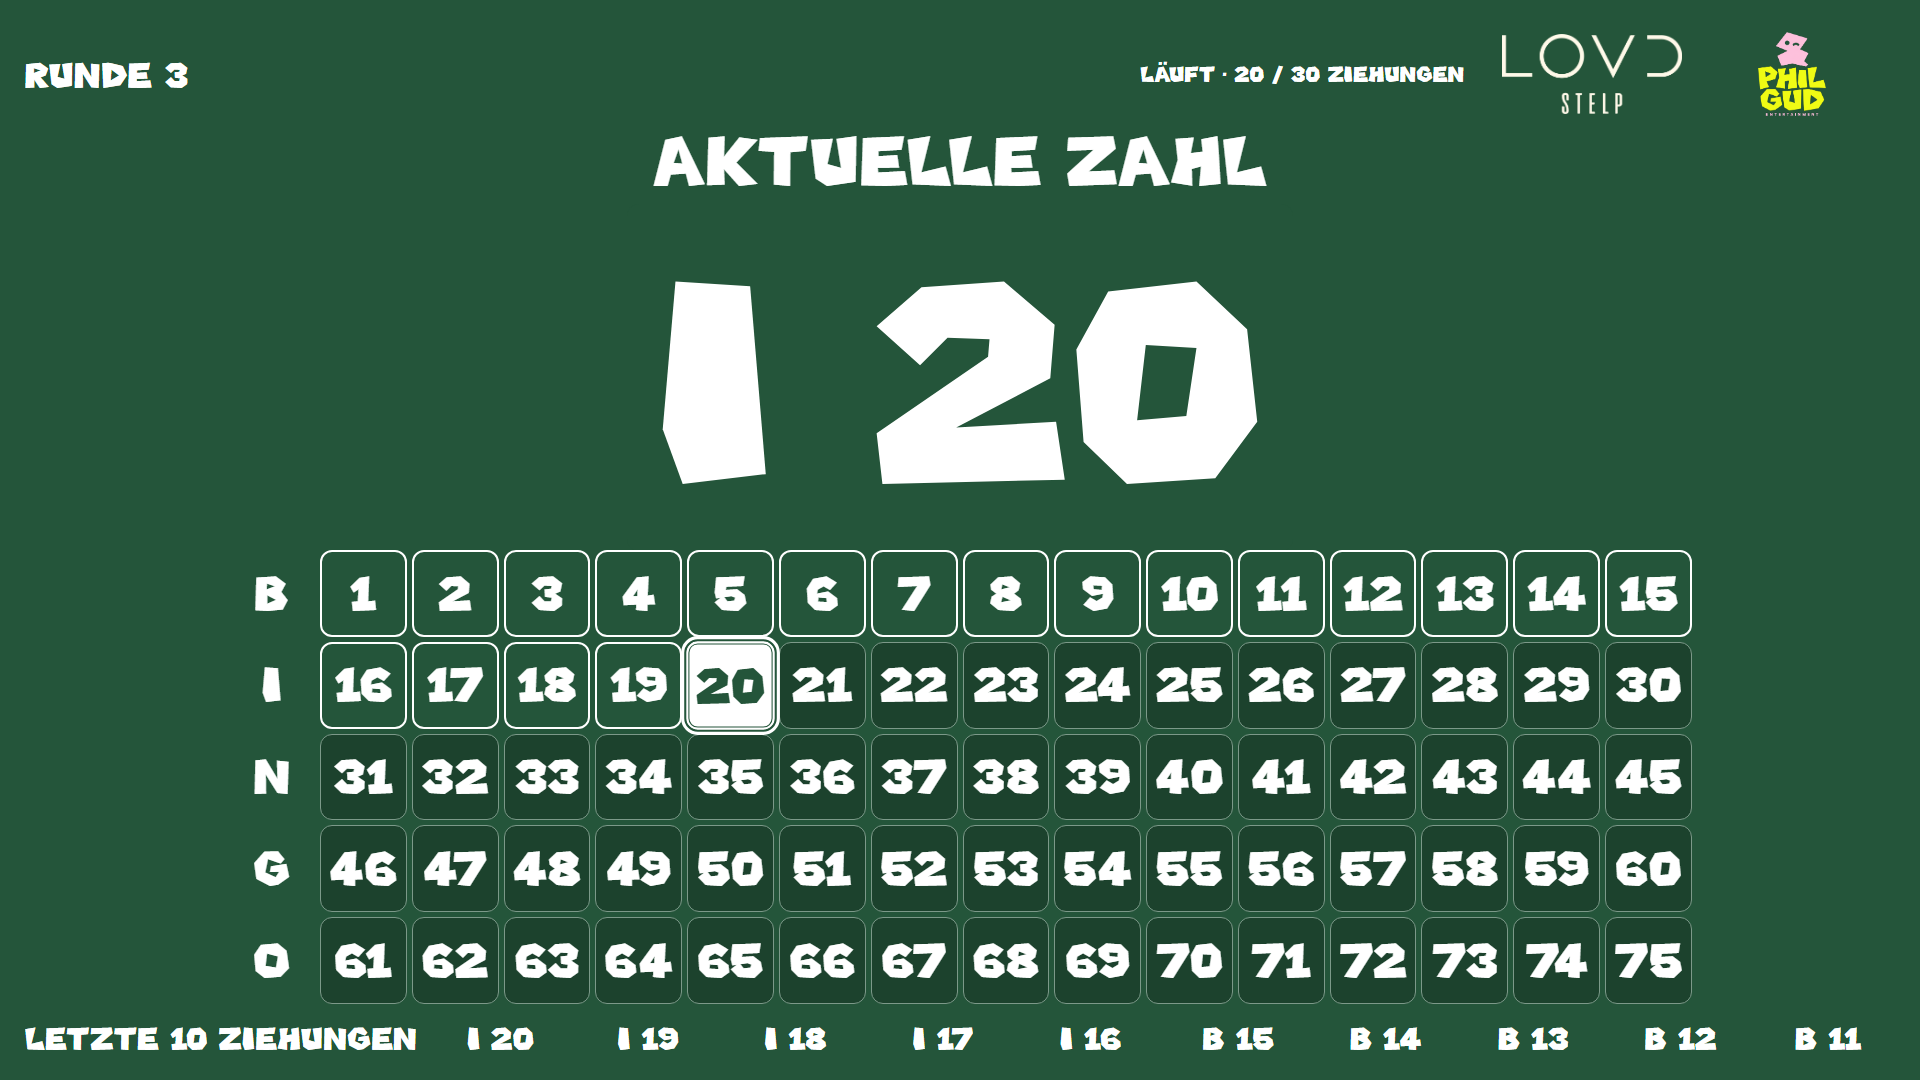 RUNDE 3
LÄUFT · 20 / 30 ZIEHUNGEN
LOVD
STELP
PHIL
GUD
ENTERTAINMENT
AKTUELLE ZAHL
I 20
B 1 2 3 4 5 6 7 8 9 10 11 12 13 14 15
I 16 17 18 19 20 21 22 23 24 25 26 27 28 29 30
N 31 32 33 34 35 36 37 38 39 40 41 42 43 44 45
G 46 47 48 49 50 51 52 53 54 55 56 57 58 59 60
O 61 62 63 64 65 66 67 68 69 70 71 72 73 74 75
LETZTE 10 ZIEHUNGEN I 20 I 19 I 18 I 17 I 16 B 15 B 14 B 13 B 12 B 11